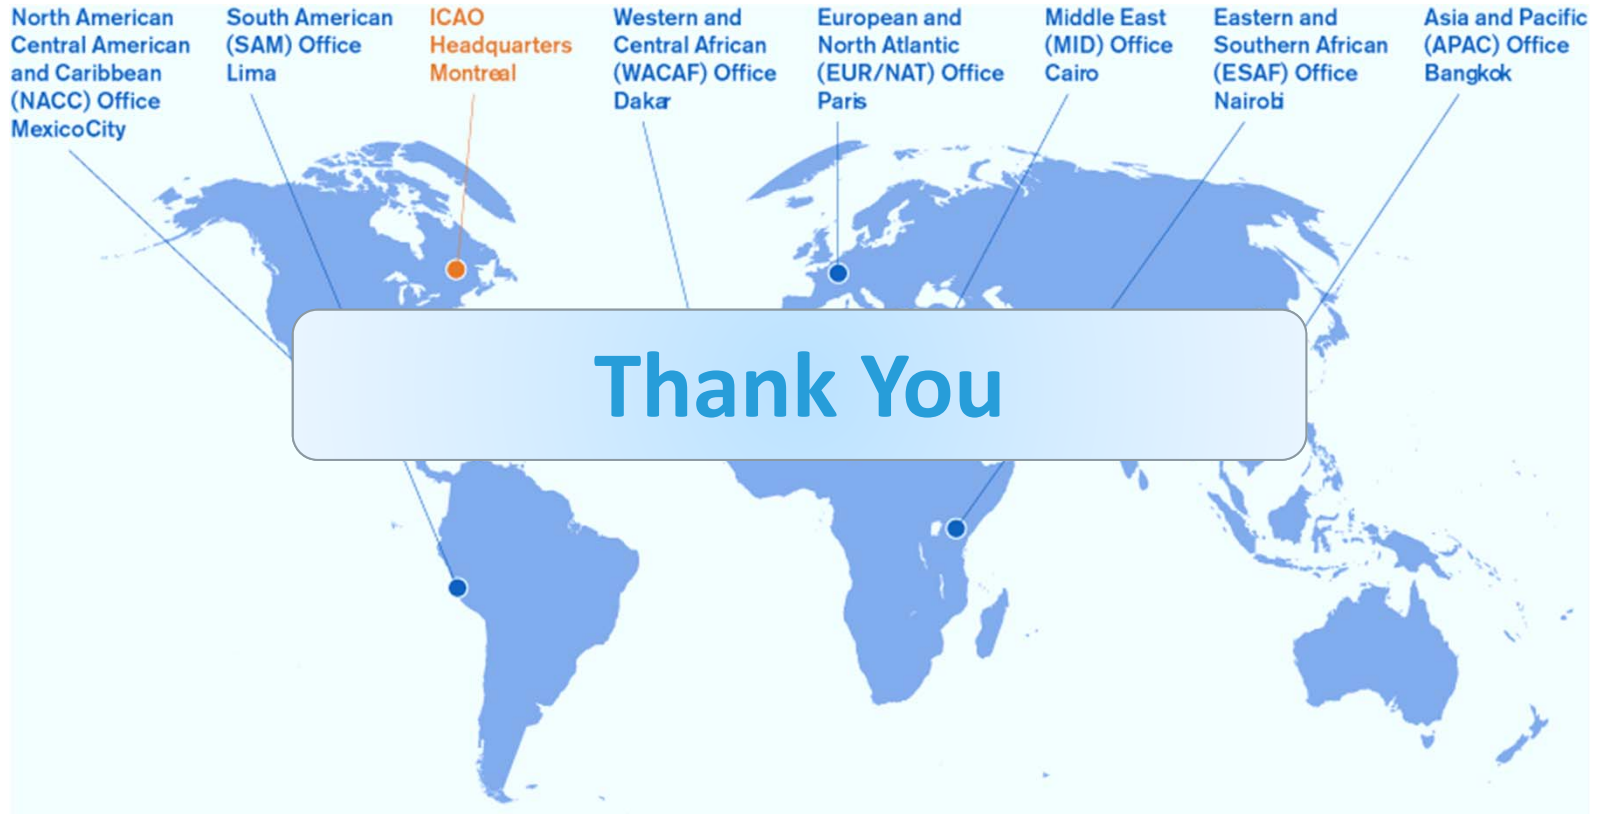 North American
Central American
and Caribbean
(NACC) Office
MexicoCity
South American
(SAM) Office
Lima
ICAO
Headquarters
Montreal
Western and
Central African
(WACAF) Office
Dakar
European and
North Atlantic
(EUR/NAT) Office
Paris
Middle East
(MID) Office
Cairo
Eastern and
Southern African
(ESAF) Office
Nairobi
Asia and Pacific
(APAC) Office
Bangkok
Thank You